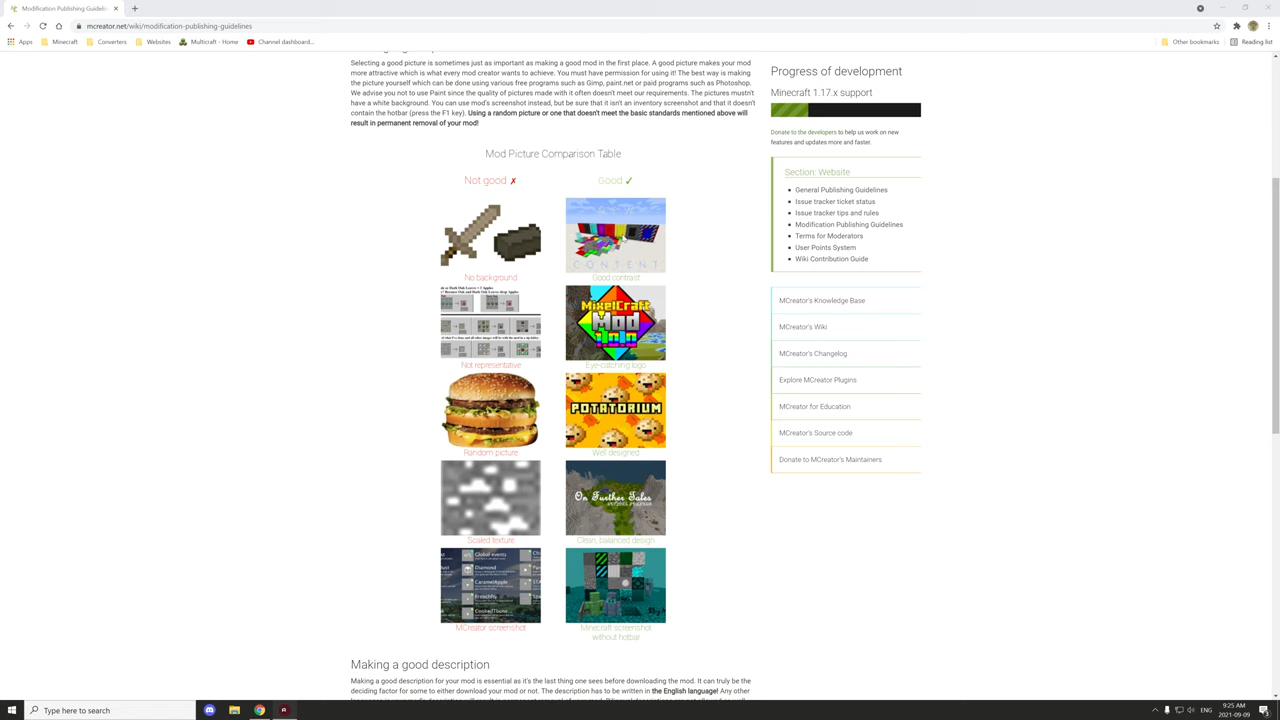 Modification Publishing Guidelin
mcreator.net/wiki/modification-publishing-guidelines
Apps Minecraft Converters Websites Multicraft - Home Channel dashboard... Other bookmarks Reading list
Selecting a good picture is sometimes just as important as making a good mod in the first place. A good picture makes your mod
more attractive which is what every mod creator wants to achieve. You must have permission for using it! The best way is making
the picture yourself which can be done using various free programs such as Gimp, paint.net or paid programs such as Photoshop.
We advise you not to use Paint since the quality of pictures made with it often doesn't meet our requirements. The pictures mustn't
have a white background. You can use mod's screenshot instead, but be sure that it isn't an inventory screenshot and that it doesn't
contain the hotbar (press the F1 key). Using a random picture or one that doesn't meet the basic standards mentioned above will
result in permanent removal of your mod!
Mod Picture Comparison Table
Not good ✗ Good ✓
CONTENT
No background Good contrast
MixelCraft
Mod
1.0.0
Not representative Eye-catching logo
POTATORIUM
Random picture Well designed
On Further Tales
Scaled texture Clean, balanced design
Global events
Diamond
CaramelApple
Frenchfry
CookedThune
MCreator screenshot Minecraft screenshot
without hotbar
Making a good description
Making a good description for your mod is essential as it's the last thing one sees before downloading the mod. It can truly be the
deciding factor for some to either download your mod or not. The description has to be written in the English language! Any other
Progress of development
Minecraft 1.17.x support
Donate to the developers to help us work on new
features and updates more and faster.
Section: Website
General Publishing Guidelines
Issue tracker ticket status
Issue tracker tips and rules
Modification Publishing Guidelines
Terms for Moderators
User Points System
Wiki Contribution Guide
MCreator's Knowledge Base
MCreator's Wiki
MCreator's Changelog
Explore MCreator Plugins
MCreator for Education
MCreator's Source code
Donate to MCreator's Maintainers
Type here to search
ENG
9:25 AM
2021-09-09